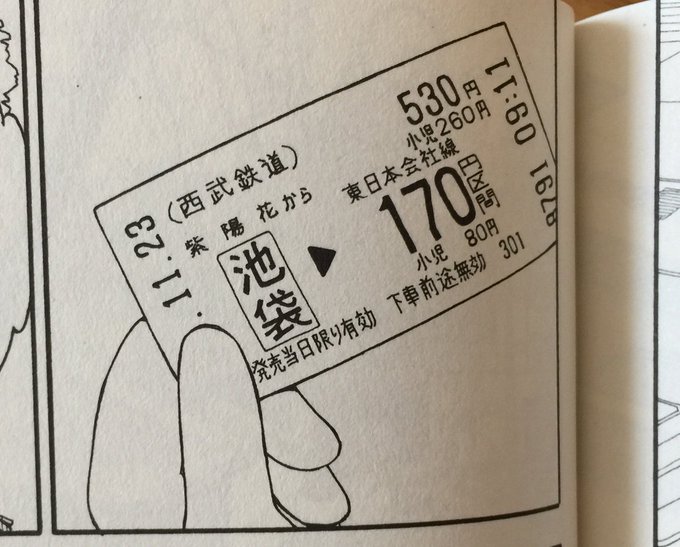 530円
(西武鉄道) 小児260円
紫陽花から 東日本会社線
池袋 ▶ 170円区間
小児 80円
発売当日限り有効 下車前途無効 301
.11.23
09:11
8791